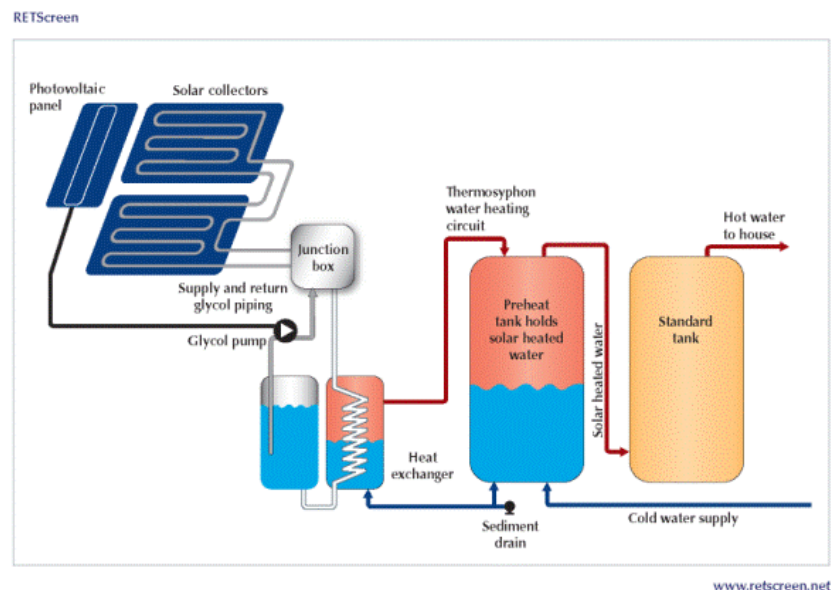 RETScreen
Photovoltaic
panel
Solar collectors
Thermosyphon
water heating
circuit
Hot water
to house
Junction
box
Supply and return
glycol piping
Glycol pump
Preheat
tank holds
solar heated
water
Solar heated water
Standard
tank
Heat
exchanger
Sediment
drain
Cold water supply
www.retscreen.net